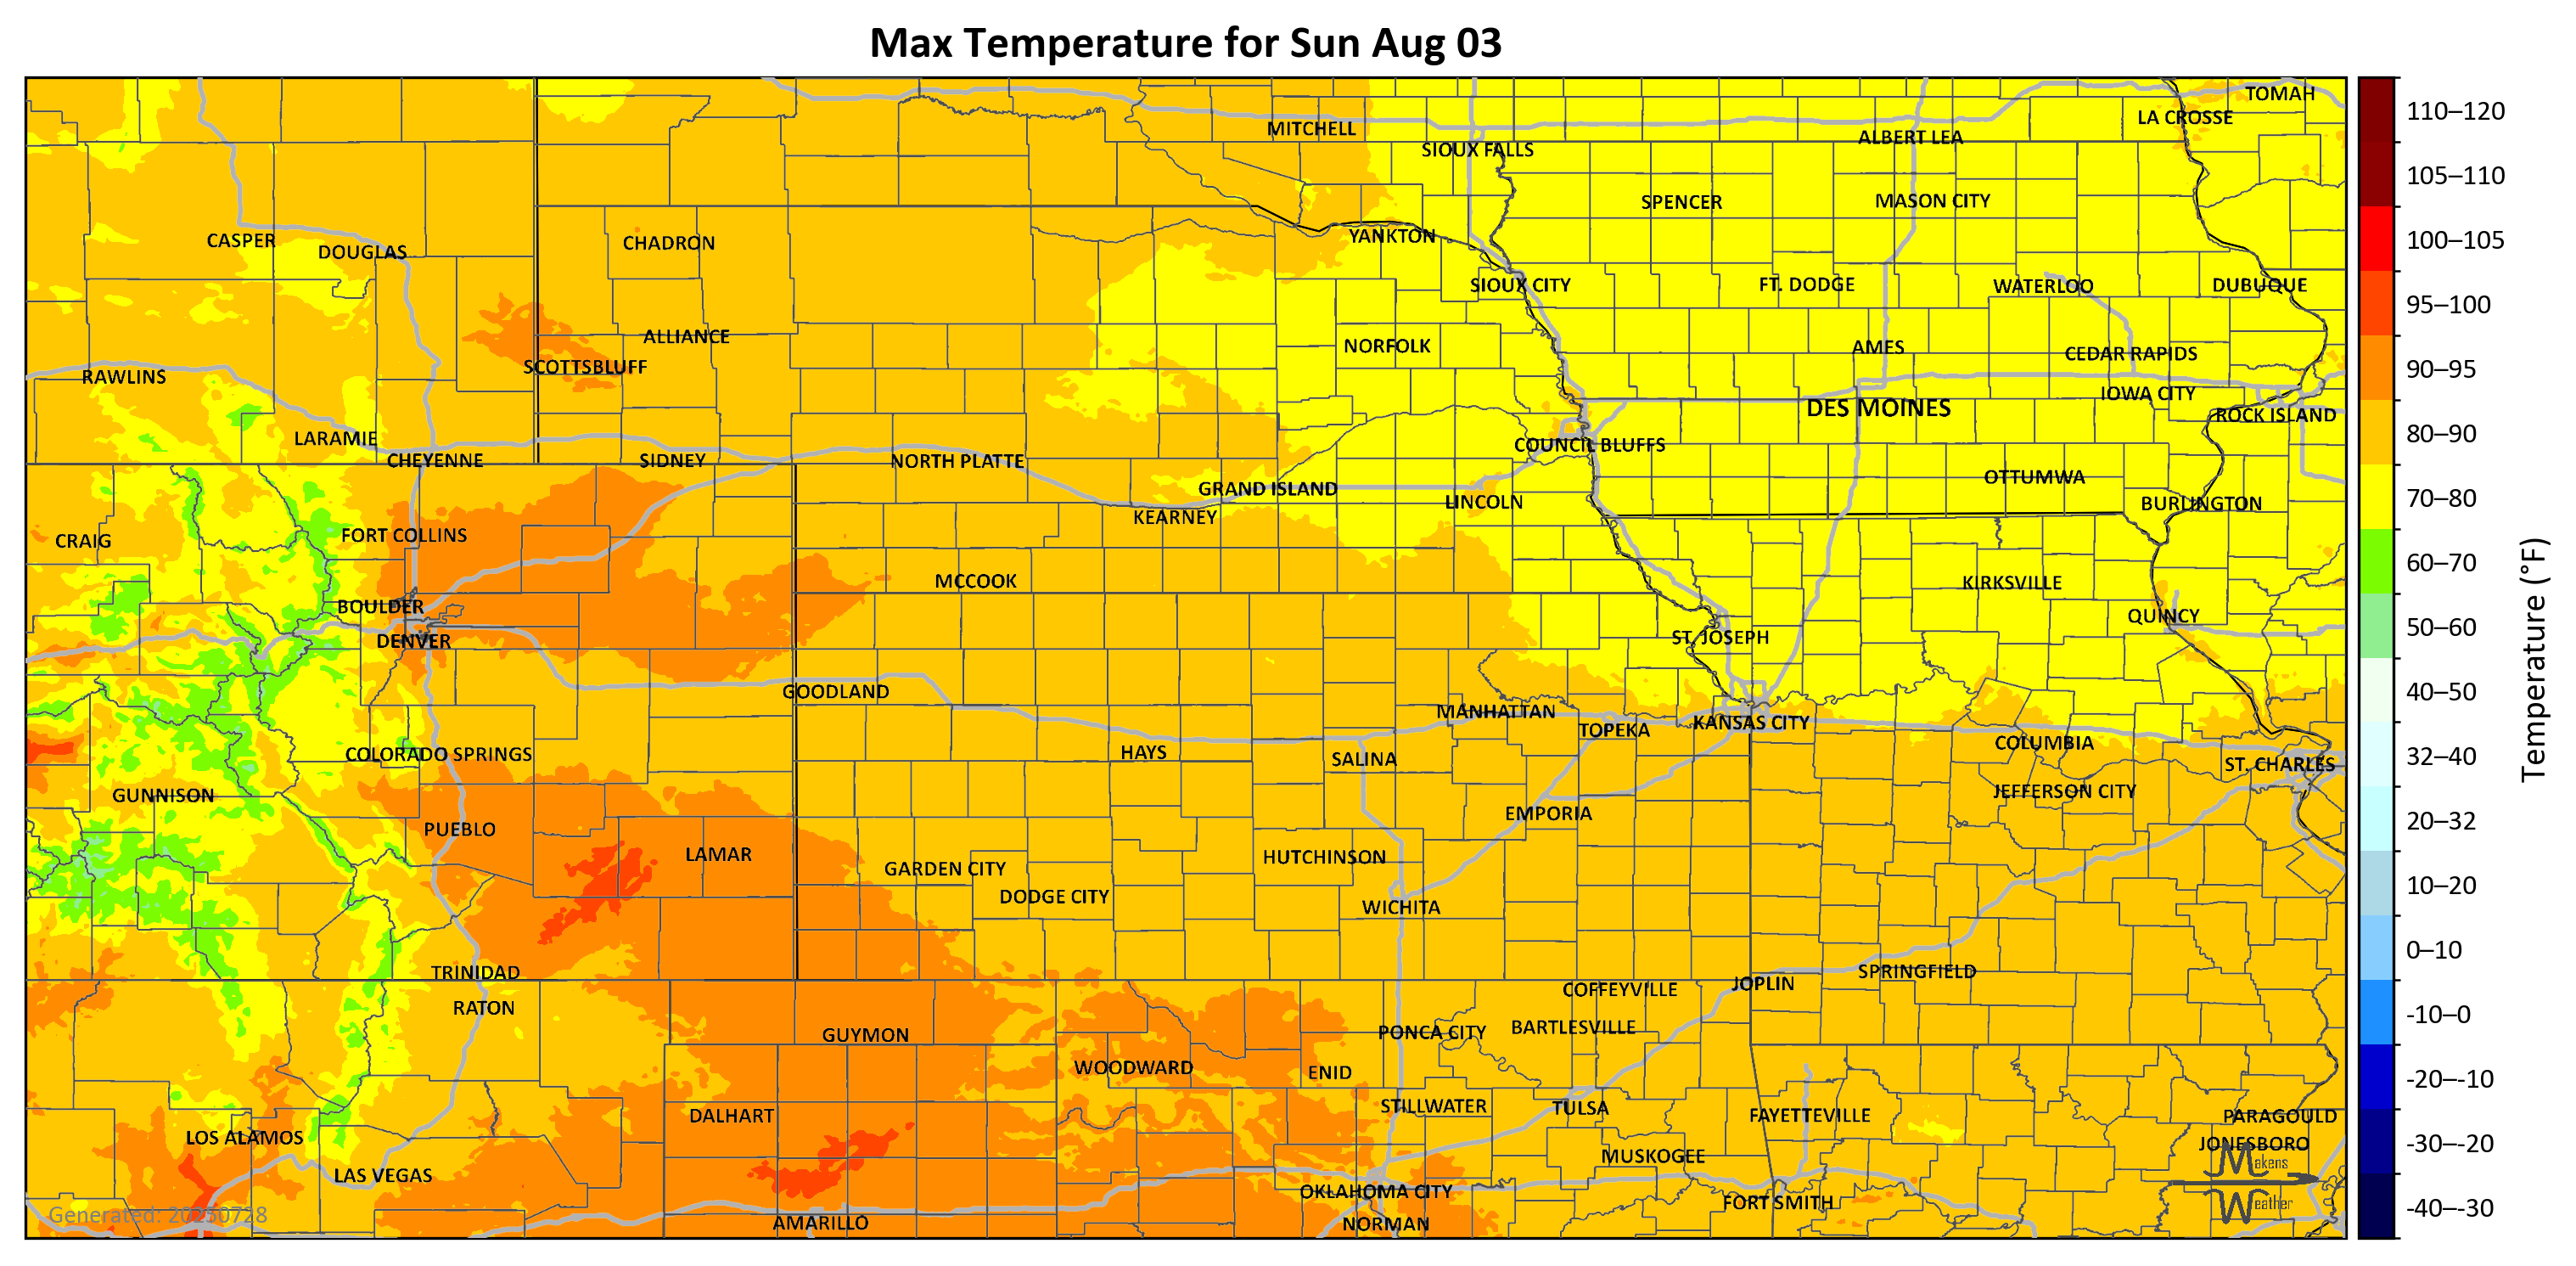 Max Temperature for Sun Aug 03
TOMAH
LA CROSSE
MITCHELL
ALBERT LEA
SIOUX FALLS
SPENCER
MASON CITY
CASPER
DOUGLAS
CHADRON
YANKTON
SIOUX CITY
FT. DODGE
WATERLOO
DUBUQUE
ALLIANCE
NORFOLK
AMES
CEDAR RAPIDS
SCOTTSBLUFF
RAWLINS
IOWA CITY
DES MOINES
ROCK ISLAND
LARAMIE
COUNCIL BLUFFS
CHEYENNE
SIDNEY
NORTH PLATTE
OTTUMWA
GRAND ISLAND
LINCOLN
BURLINGTON
KEARNEY
FORT COLLINS
CRAIG
MCCOOK
KIRKSVILLE
BOULDER
QUINCY
DENVER
ST. JOSEPH
GOODLAND
MANHATTAN
KANSAS CITY
TOPEKA
COLUMBIA
COLORADO SPRINGS
HAYS
SALINA
ST. CHARLES
GUNNISON
JEFFERSON CITY
EMPORIA
PUEBLO
LAMAR
HUTCHINSON
GARDEN CITY
DODGE CITY
WICHITA
TRINIDAD
SPRINGFIELD
JOPLIN
COFFEYVILLE
RATON
BARTLESVILLE
GUYMON
PONCA CITY
WOODWARD
ENID
STILLWATER
TULSA
DALHART
FAYETTEVILLE
PARAGOULD
LOS ALAMOS
JONESBORO
MUSKOGEE
LAS VEGAS
OKLAHOMA CITY
FORT SMITH
AMARILLO
NORMAN
Generated: 20250728
Makens
Weather
110–120
105–110
100–105
95–100
90–95
80–90
70–80
60–70
50–60
40–50
32–40
20–32
10–20
0–10
-10–0
-20–-10
-30–-20
-40–-30
Temperature (°F)